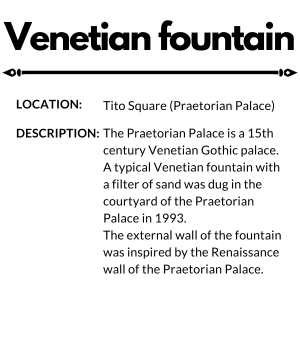 Venetian fountain
LOCATION: Tito Square (Praetorian Palace)
DESCRIPTION: The Praetorian Palace is a 15th
century Venetian Gothic palace.
A typical Venetian fountain with
a filter of sand was dug in the
courtyard of the Praetorian
Palace in 1993.
The external wall of the fountain
was inspired by the Renaissance
wall of the Praetorian Palace.